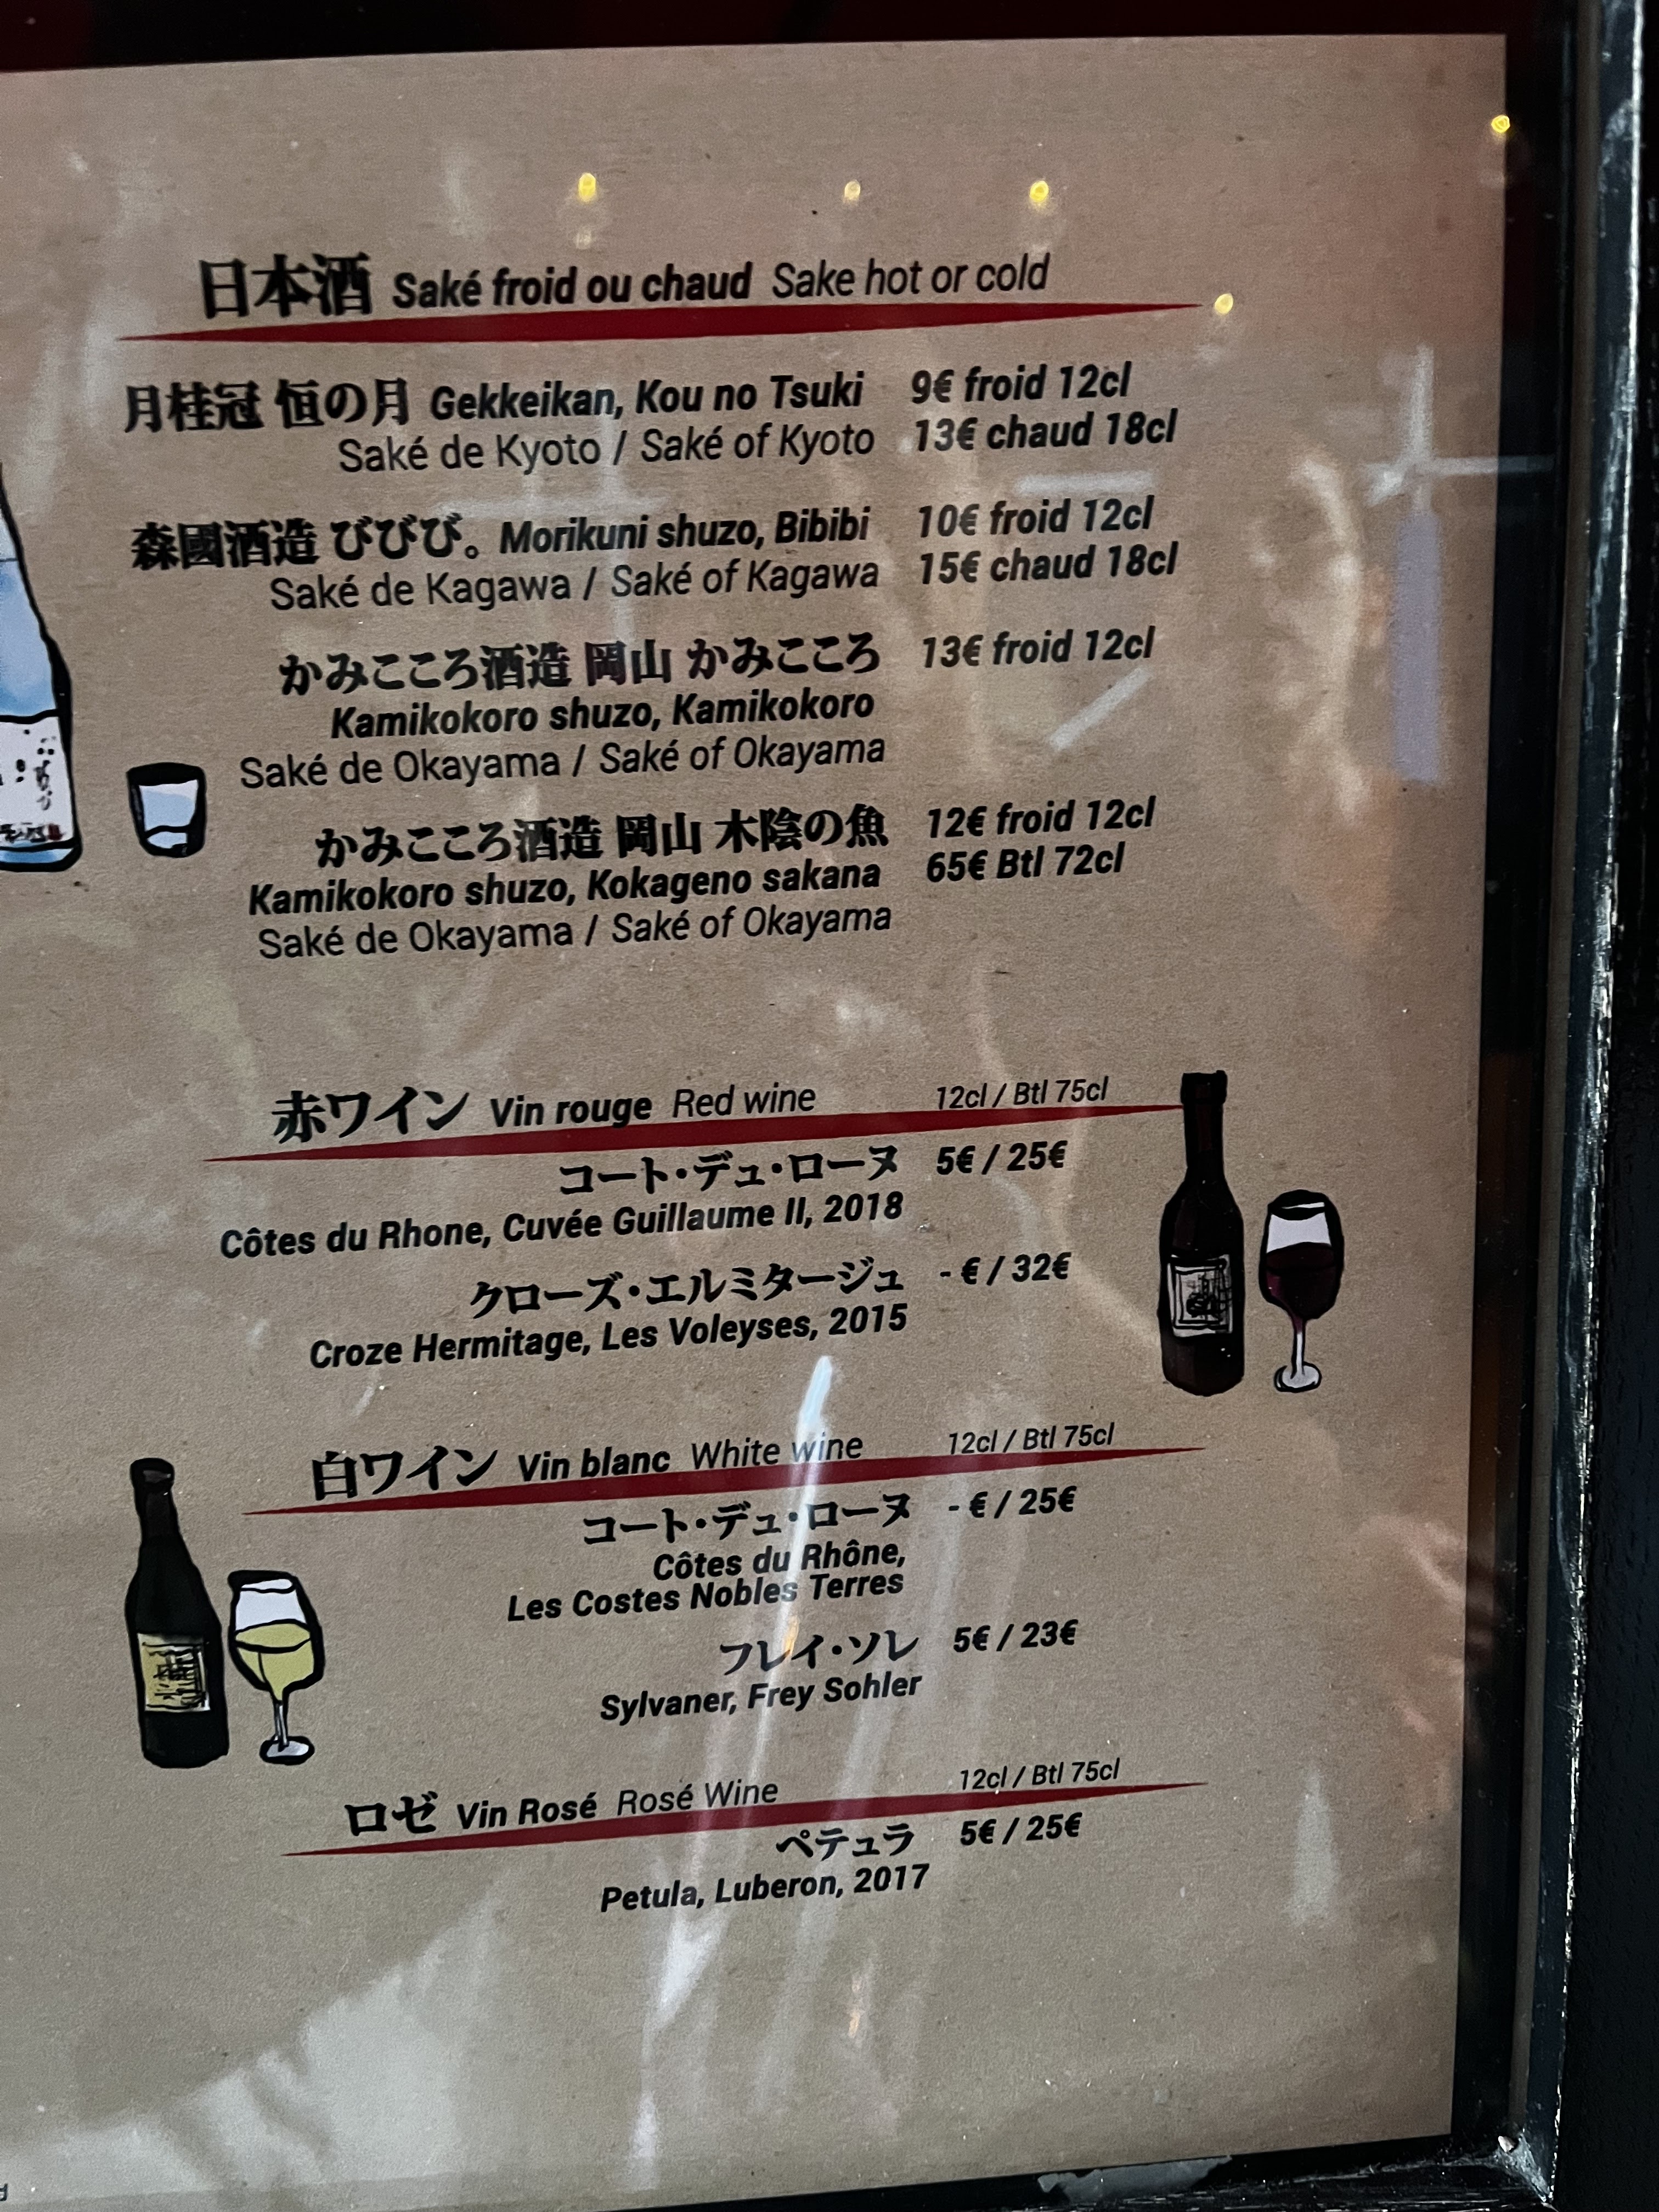 日本酒 Saké froid ou chaud Sake hot or cold
月桂冠 恒の月 Gekkeikan, Kou no Tsuki 9€ froid 12cl
Saké de Kyoto / Saké of Kyoto 13€ chaud 18cl
森國酒造 びびび。 Morikuni shuzo, Bibibi 10€ froid 12cl
Saké de Kagawa / Saké of Kagawa 15€ chaud 18cl
かみこころ酒造 岡山 かみこころ 13€ froid 12cl
Kamikokoro shuzo, Kamikokoro
Saké de Okayama / Saké of Okayama
かみこころ酒造 岡山 木陰の魚 12€ froid 12cl
Kamikokoro shuzo, Kokageno sakana 65€ Btl 72cl
Saké de Okayama / Saké of Okayama
赤ワイン Vin rouge Red wine 12cl / Btl 75cl
コート・デュ・ローヌ 5€ / 25€
Côtes du Rhone, Cuvée Guillaume II, 2018
クローズ・エルミタージュ - € / 32€
Croze Hermitage, Les Voleyses, 2015
白ワイン Vin blanc White wine 12cl / Btl 75cl
コート・デュ・ローヌ - € / 25€
Côtes du Rhône,
Les Costes Nobles Terres
フレイ・ソレ 5€ / 23€
Sylvaner, Frey Sohler
ロゼ Vin Rosé Rosé Wine 12cl / Btl 75cl
ペテュラ 5€ / 25€
Petula, Luberon, 2017